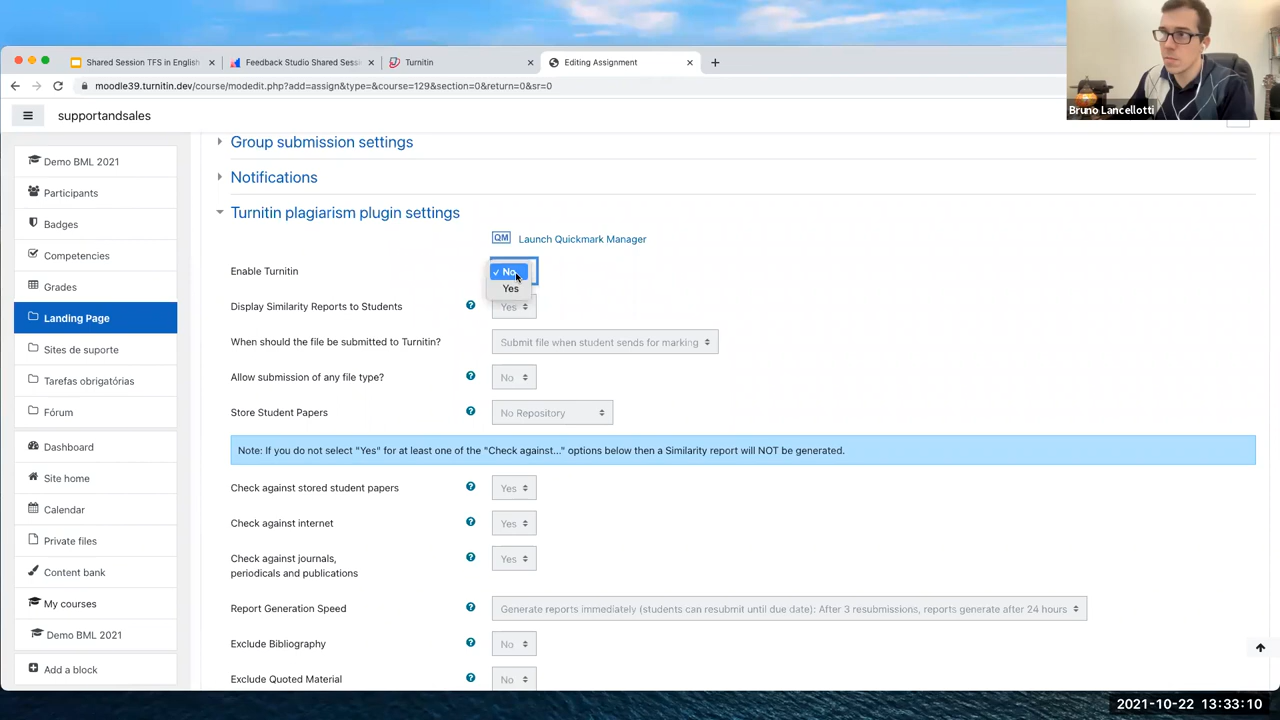 Shared Session TFS in English
Feedback Studio Shared Sessi
Turnitin
Editing Assignment
moodle39.turnitin.dev/course/modedit.php?add=assign&type=&course=129&section=0&return=0&sr=0
Bruno Lancellotti
supportandsales
Demo BML 2021
Participants
Badges
Competencies
Grades
Landing Page
Sites de suporte
Tarefas obrigatórias
Fórum
Dashboard
Site home
Calendar
Private files
Content bank
My courses
Demo BML 2021
Add a block
Group submission settings
Notifications
Turnitin plagiarism plugin settings
QM Launch Quickmark Manager
Enable Turnitin
✓ No
Yes
Display Similarity Reports to Students
Yes
When should the file be submitted to Turnitin?
Submit file when student sends for marking
Allow submission of any file type?
No
Store Student Papers
No Repository
Note: If you do not select "Yes" for at least one of the "Check against..." options below then a Similarity report will NOT be generated.
Check against stored student papers
Yes
Check against internet
Yes
Check against journals,
periodicals and publications
Yes
Report Generation Speed
Generate reports immediately (students can resubmit until due date): After 3 resubmissions, reports generate after 24 hours
Exclude Bibliography
No
Exclude Quoted Material
No
2021-10-22 13:33:10